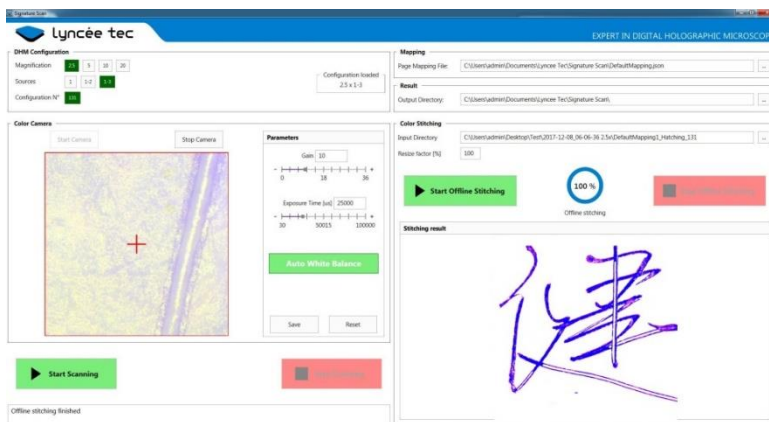 Signature Scan
lyncée tec
EXPERT IN DIGITAL HOLOGRAPHIC MICROSCOP
DHM Configuration
Magnification 2.5 5 10 20
Sources 1 1-2 1-3
Configuration N° 131
Configuration loaded
2.5 x 1-3
Mapping
Page Mapping File: C:\Users\admin\Documents\Lyncee Tec\Signature Scan\DefaultMapping.json ...
Result
Output Directory: C:\Users\admin\Documents\Lyncee Tec\Signature Scan\ ...
Color Camera
Start Camera Stop Camera
Parameters
Gain 10
- +
0 18 36
Exposure Time [us] 25000
- +
30 50015 100000
Auto White Balance
Save Reset
Start Scanning
Offline stitching finished
Color Stitching
Input Directory C:\Users\admin\Desktop\Test\2017-12-08_06-06-36 2.5x\DefaultMapping1_Hatching_131 ...
Resize factor [%] 100
Start Offline Stitching
100 %
Offline stitching
Stitching result
健